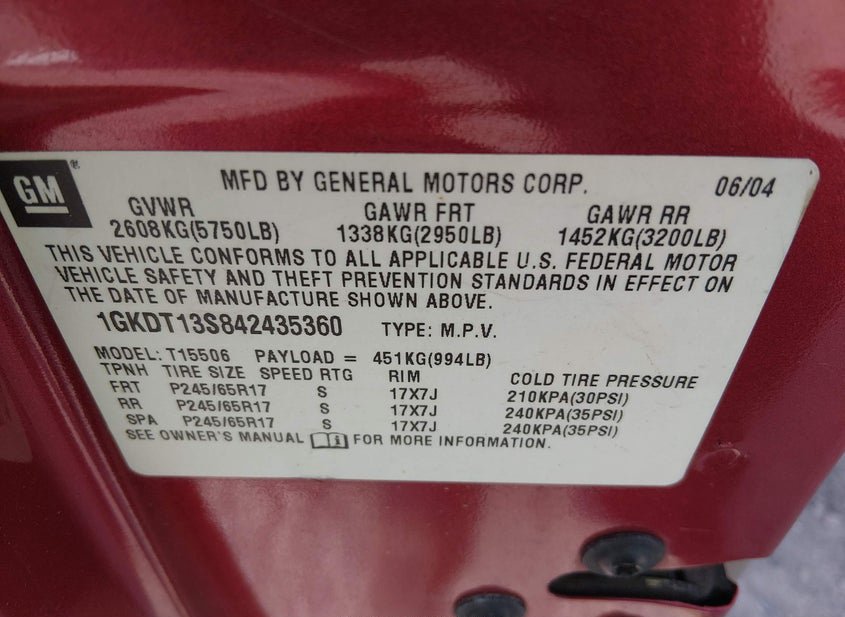 GM ® MFD BY GENERAL MOTORS CORP. 06/04
GVWR GAWR FRT GAWR RR
2608KG(5750LB) 1338KG(2950LB) 1452KG(3200LB)
THIS VEHICLE CONFORMS TO ALL APPLICABLE U.S. FEDERAL MOTOR
VEHICLE SAFETY AND THEFT PREVENTION STANDARDS IN EFFECT ON
THE DATE OF MANUFACTURE SHOWN ABOVE.
1GKDT13S842435360 TYPE: M.P.V.
MODEL: T15506 PAYLOAD = 451KG(994LB)
TPNH TIRE SIZE SPEED RTG RIM COLD TIRE PRESSURE
FRT P245/65R17 S 17X7J 210KPA(30PSI)
RR P245/65R17 S 17X7J 240KPA(35PSI)
SPA P245/65R17 S 17X7J 240KPA(35PSI)
SEE OWNER'S MANUAL FOR MORE INFORMATION.